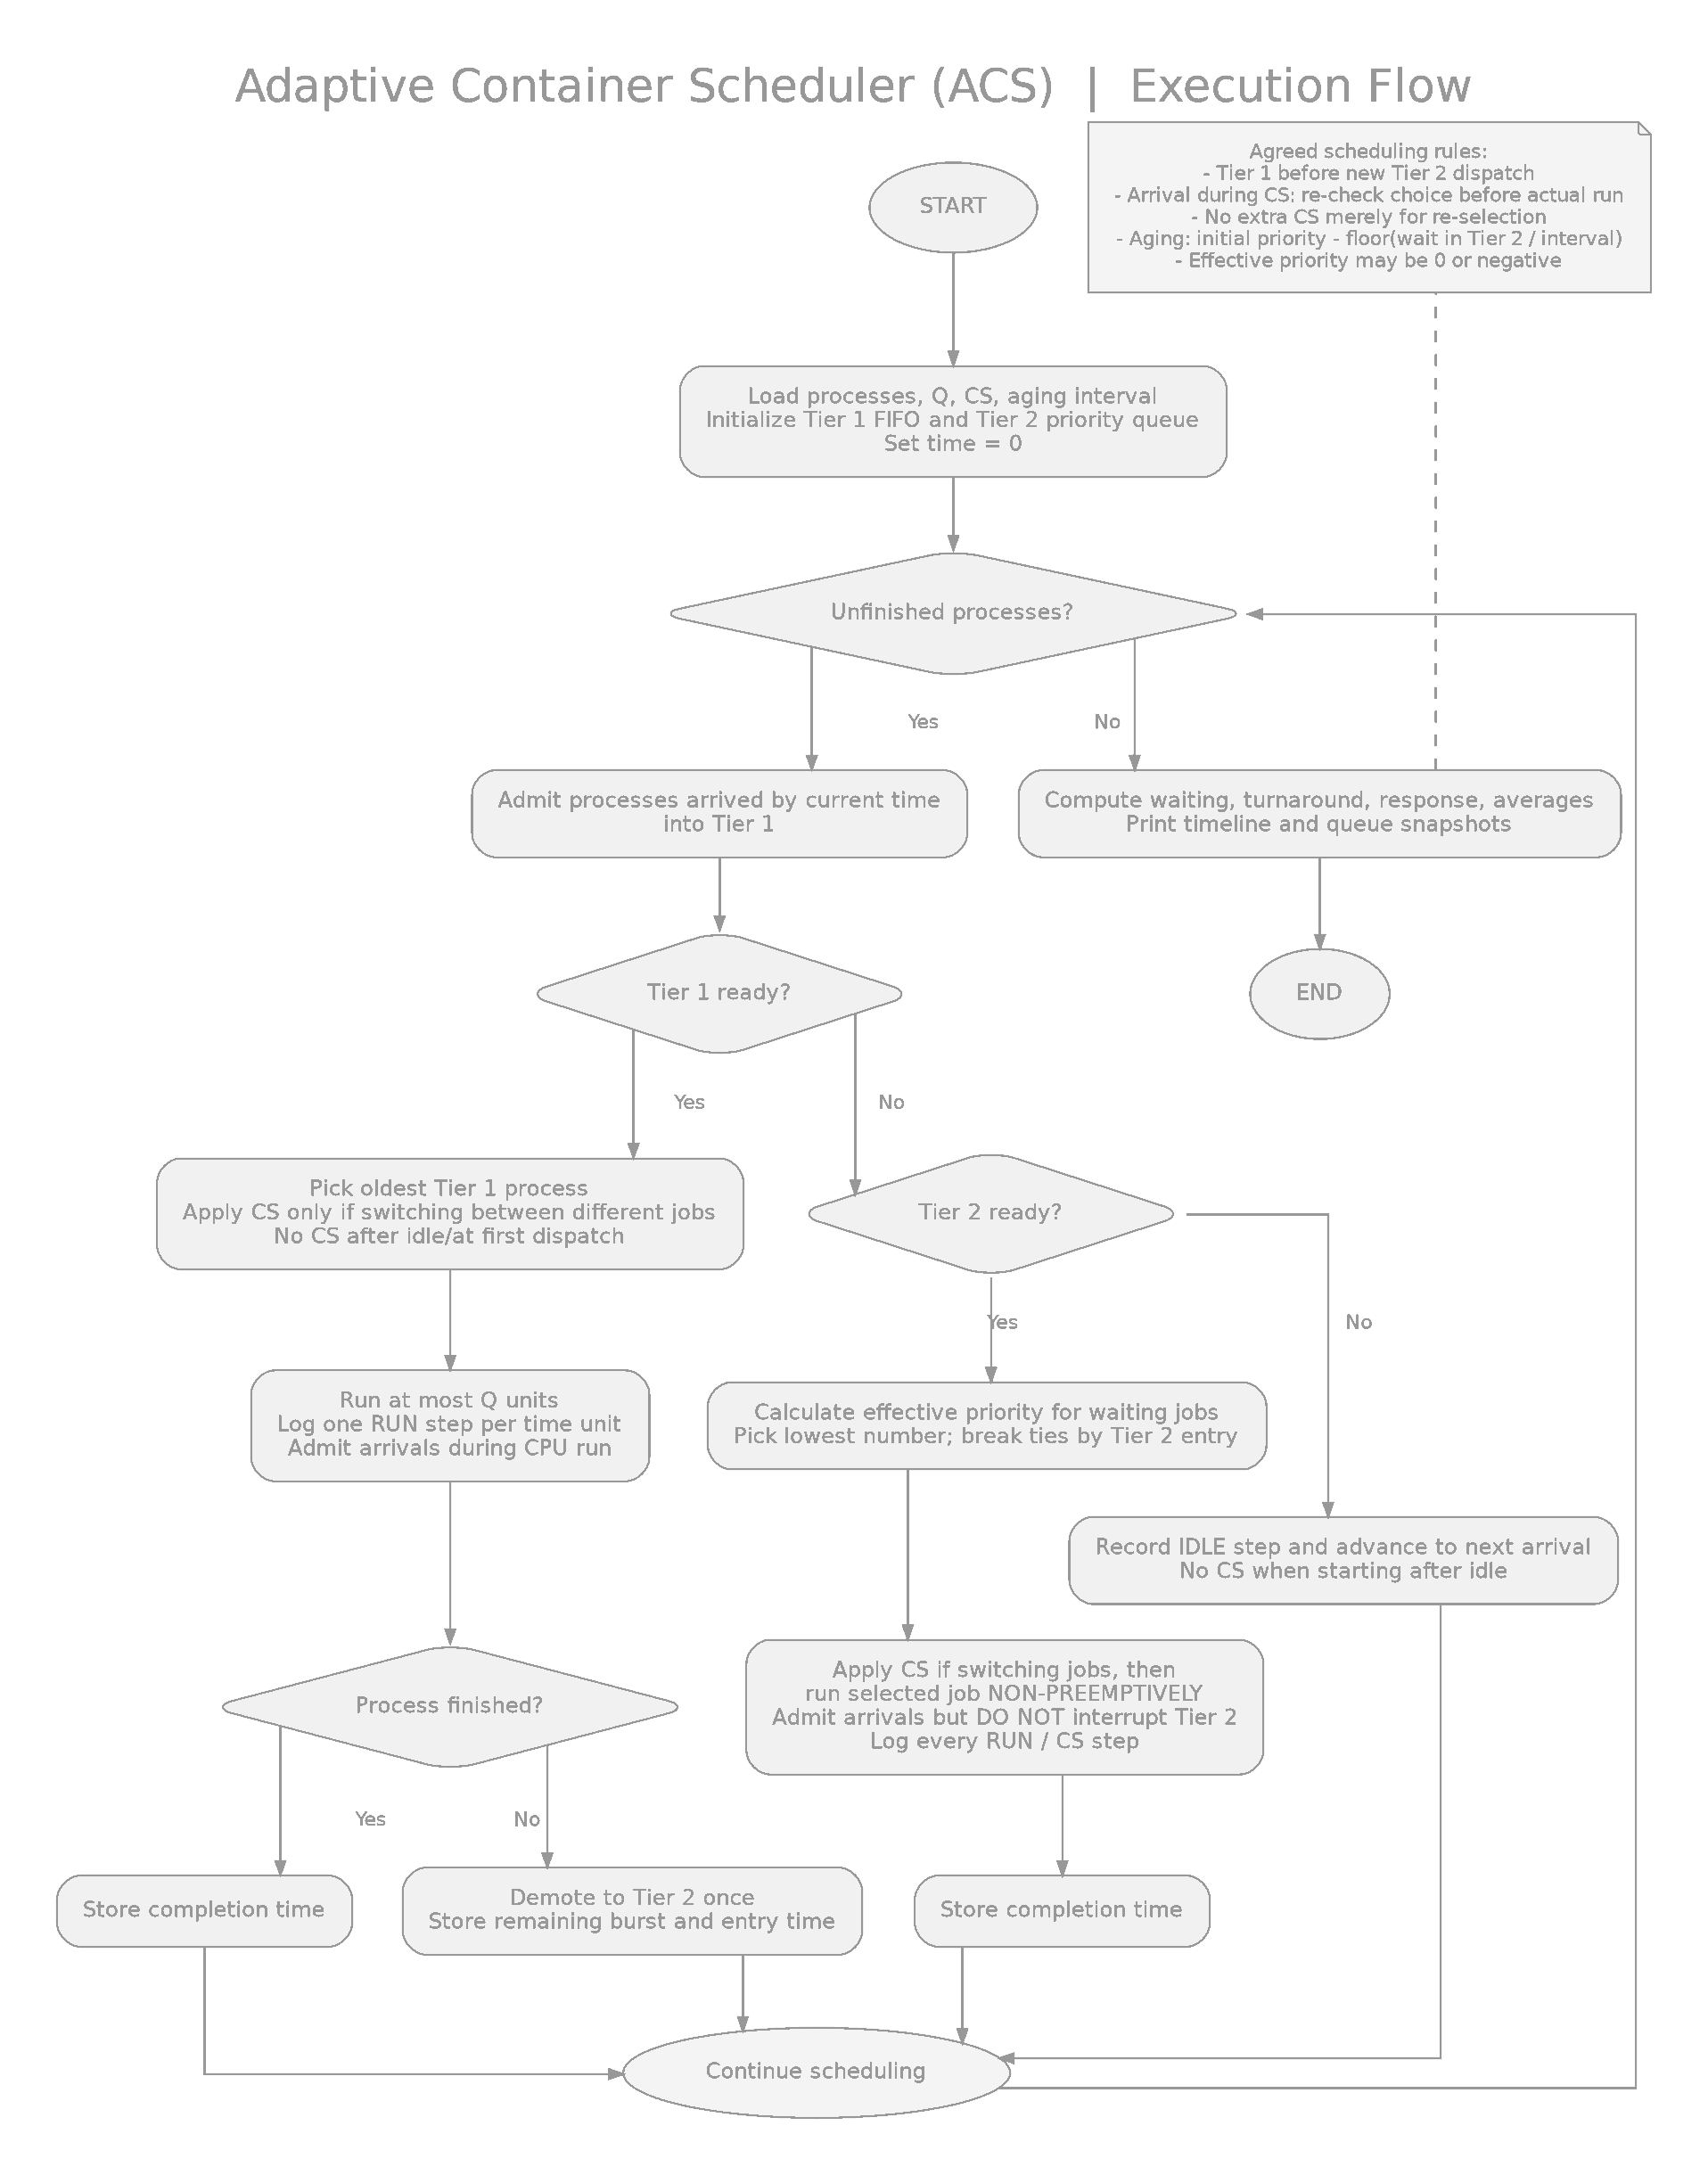 Adaptive Container Scheduler (ACS) | Execution Flow
Agreed scheduling rules:
- Tier 1 before new Tier 2 dispatch
- Arrival during CS: re-check choice before actual run
- No extra CS merely for re-selection
- Aging: initial priority - floor(wait in Tier 2 / interval)
- Effective priority may be 0 or negative
START
Load processes, Q, CS, aging interval
Initialize Tier 1 FIFO and Tier 2 priority queue
Set time = 0
Unfinished processes?
Yes
No
Admit processes arrived by current time
into Tier 1
Compute waiting, turnaround, response, averages
Print timeline and queue snapshots
Tier 1 ready?
END
Yes
No
Pick oldest Tier 1 process
Apply CS only if switching between different jobs
No CS after idle/at first dispatch
Tier 2 ready?
Yes
No
Run at most Q units
Log one RUN step per time unit
Admit arrivals during CPU run
Calculate effective priority for waiting jobs
Pick lowest number; break ties by Tier 2 entry
Record IDLE step and advance to next arrival
No CS when starting after idle
Process finished?
Apply CS if switching jobs, then
run selected job NON-PREEMPTIVELY
Admit arrivals but DO NOT interrupt Tier 2
Log every RUN / CS step
Yes
No
Store completion time
Demote to Tier 2 once
Store remaining burst and entry time
Store completion time
Continue scheduling